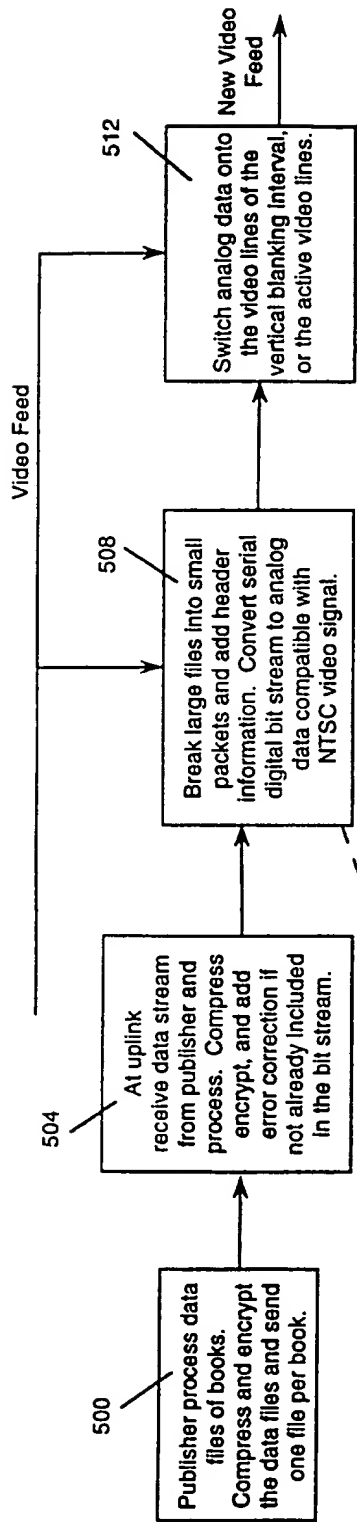 500
Publisher process data
files of books.
Compress and encrypt
the data files and send
one file per book.
504
At uplink
receive data stream
from publisher and
process. Compress
encrypt, and add
error correction if
not already included
in the bit stream.
Video Feed
508
Break large files into small
packets and add header
information. Convert serial
digital bit stream to analog
data compatible with
NTSC video signal.
512
Switch analog data onto
the video lines of the
vertical blanking interval,
or the active video lines.
New Video
Feed